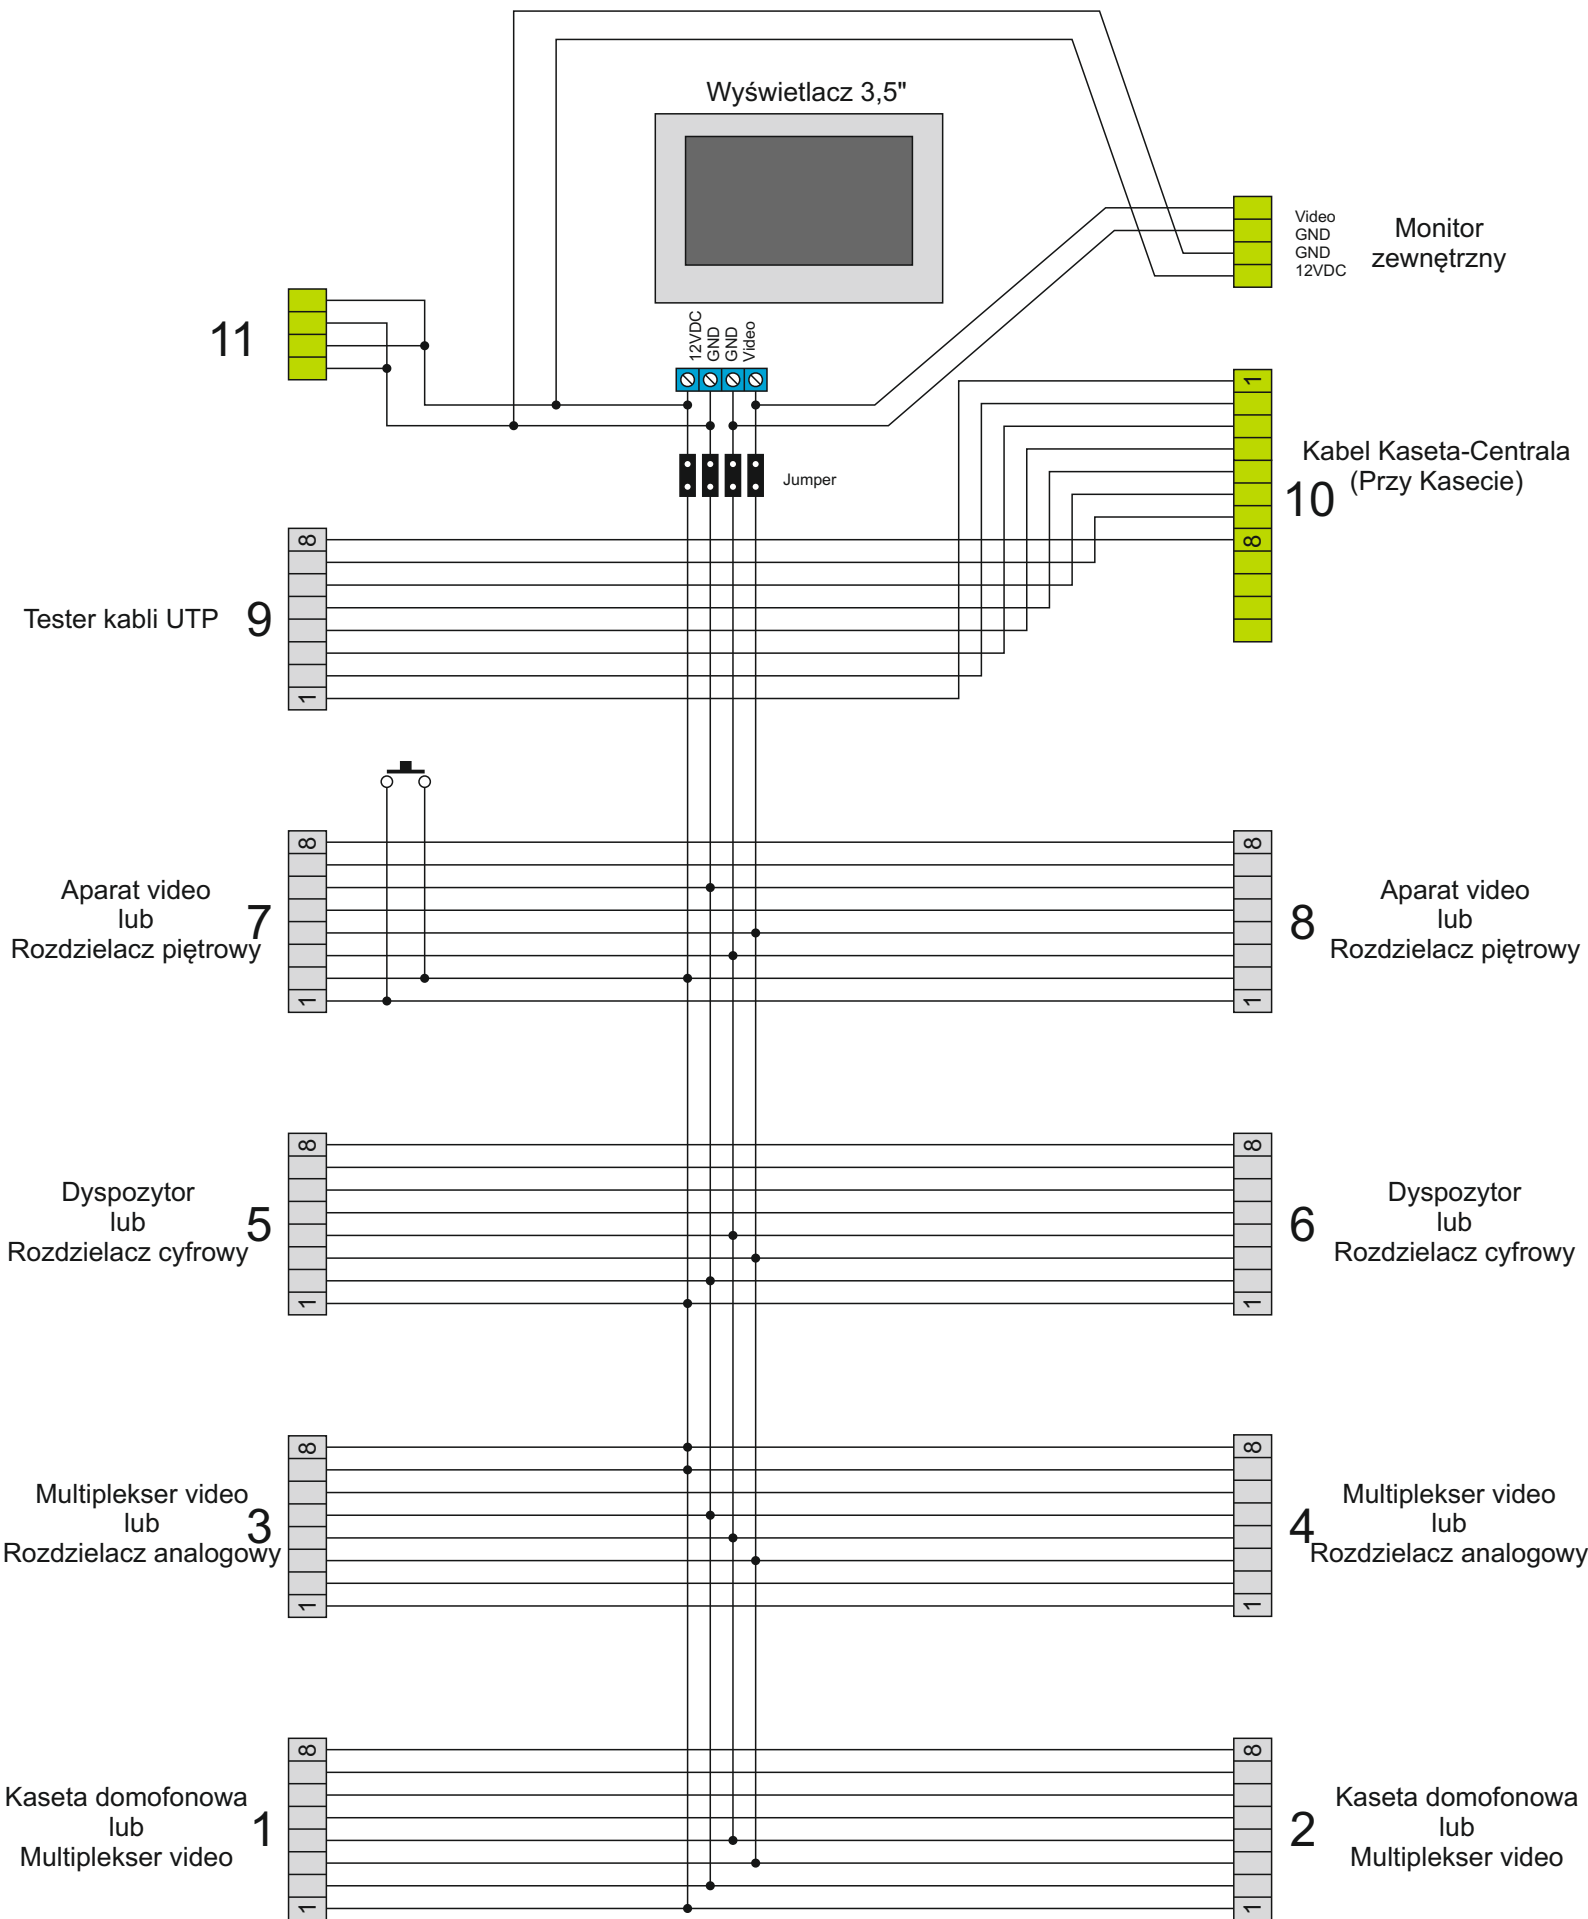 Wyświetlacz 3,5"
Video
GND
GND
12VDC
Monitor
zewnętrzny
11
12VDC
GND
GND
Video
Jumper
1
8
Kabel Kaseta-Centrala
(Przy Kasecie)
10
Tester kabli UTP
9
8
1
Aparat video
lub
Rozdzielacz piętrowy
7
8
1
8
1
8
Aparat video
lub
Rozdzielacz piętrowy
Dyspozytor
lub
Rozdzielacz cyfrowy
5
8
1
8
1
6
Dyspozytor
lub
Rozdzielacz cyfrowy
Multiplekser video
lub
Rozdzielacz analogowy
3
8
1
8
1
4
Multiplekser video
lub
Rozdzielacz analogowy
Kaseta domofonowa
lub
Multiplekser video
1
8
1
8
1
2
Kaseta domofonowa
lub
Multiplekser video